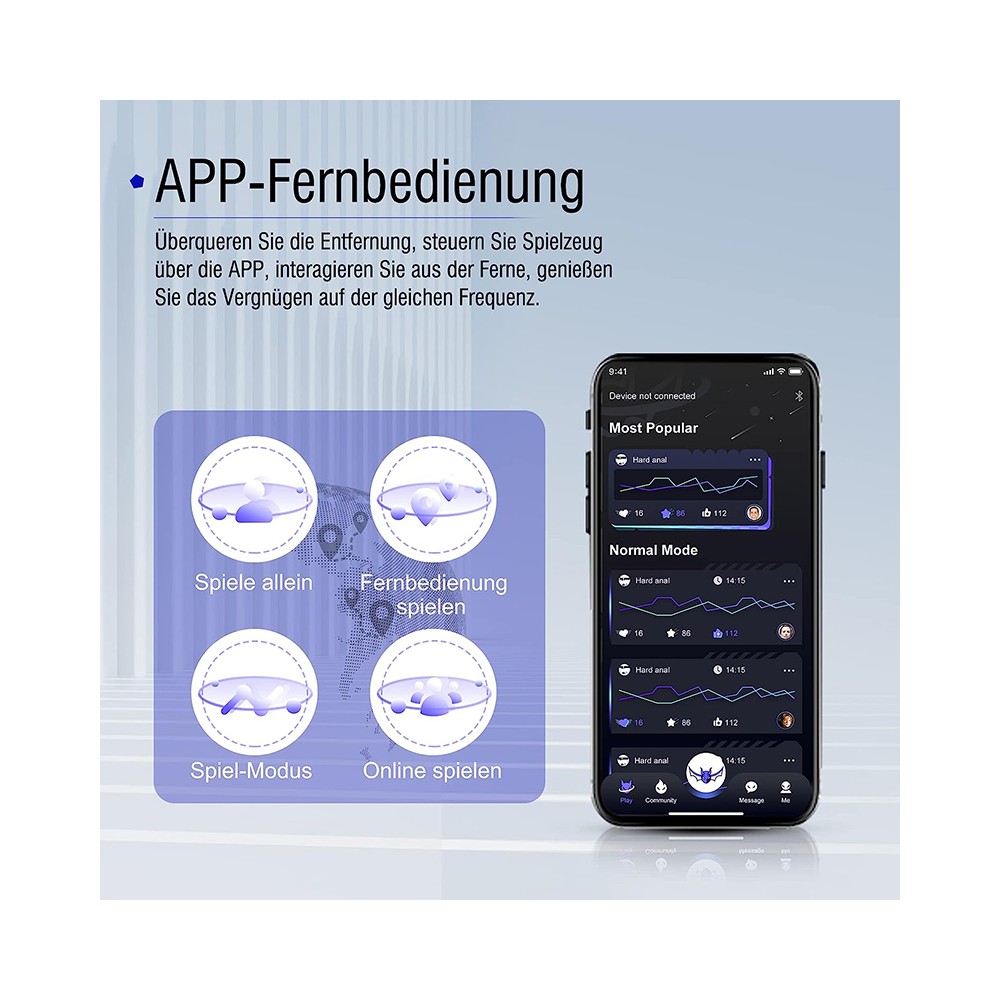 APP-Fernbedienung
Überqueren Sie die Entfernung, steuern Sie Spielzeug
über die APP, interagieren Sie aus der Ferne, genießen
Sie das Vergnügen auf der gleichen Frequenz.
Spiele allein
Fernbedienung
spielen
Spiel-Modus
Online spielen
9:41
Device not connected
Most Popular
Hard anal
16 86 112
Normal Mode
Hard anal 14:15
16 86 112
Hard anal 14:15
16 86 112
Hard anal 14:15
Play Community Message Me